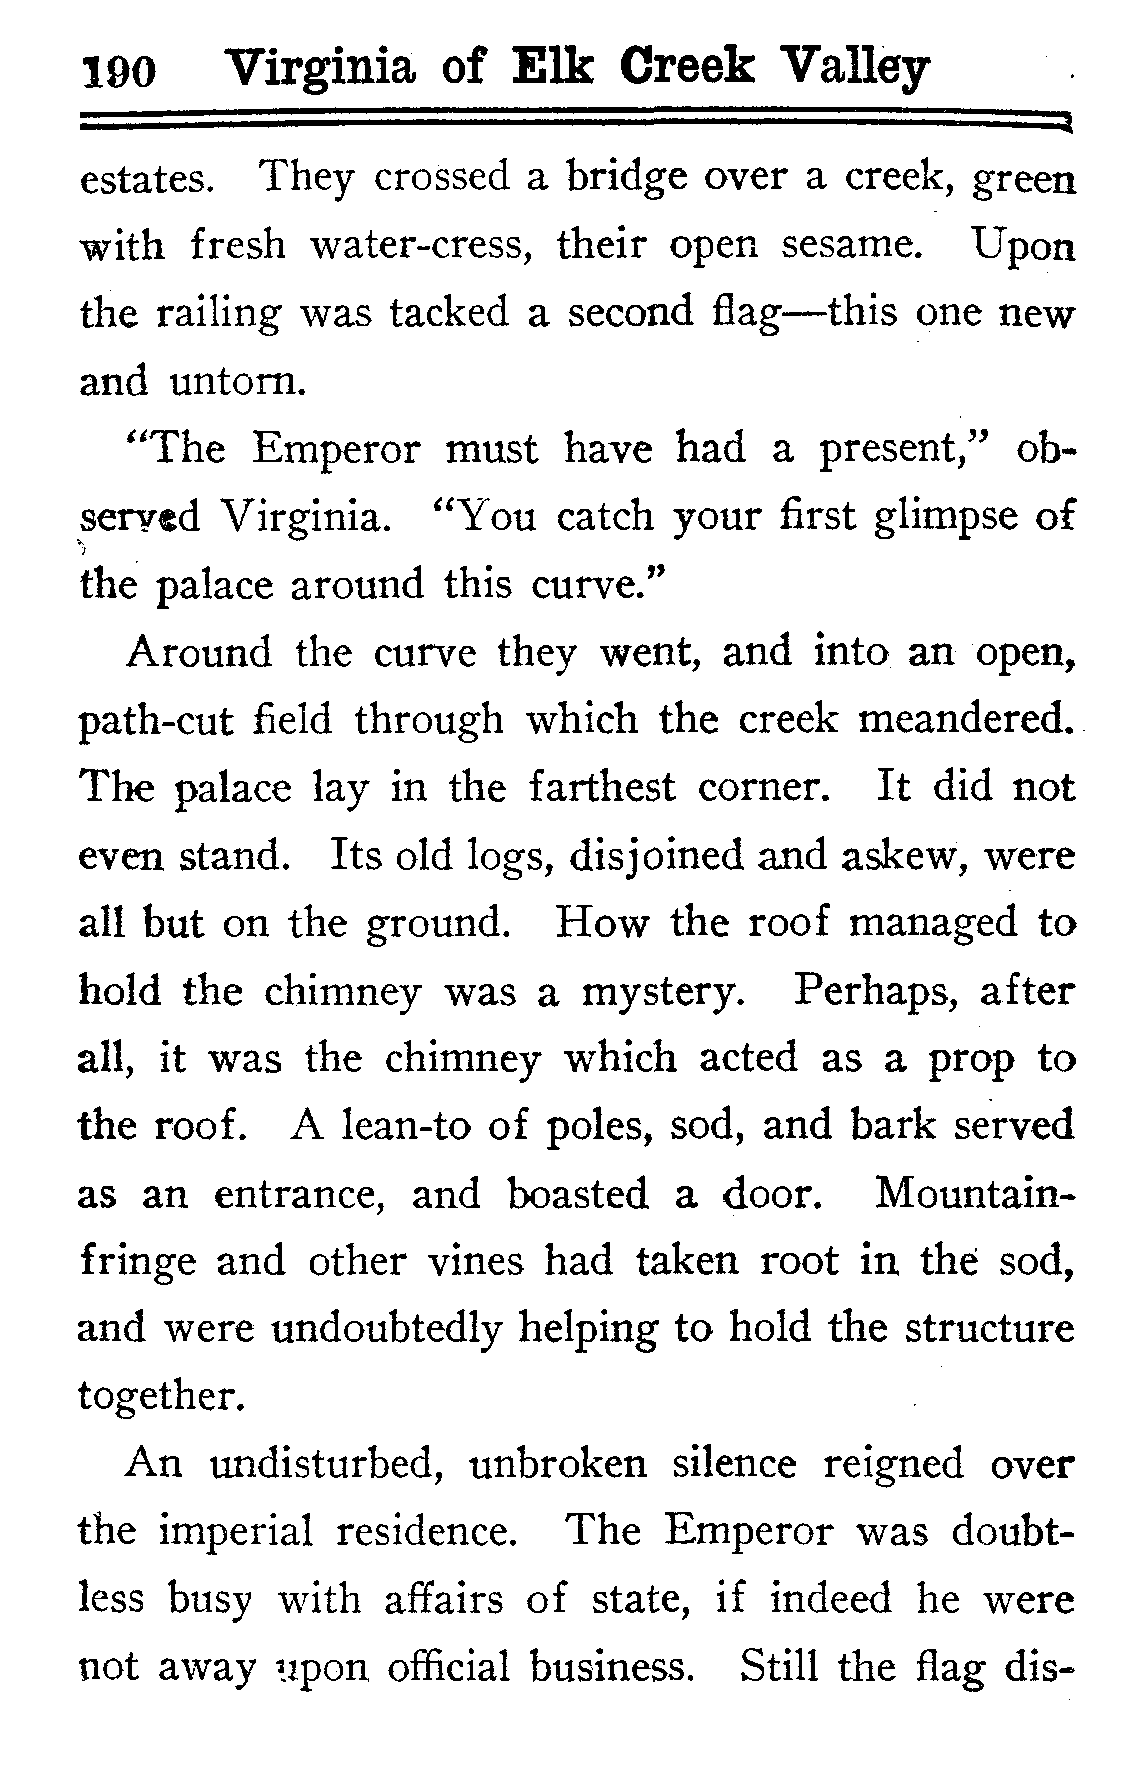 190 Virginia of Elk Creek Valley
estates. They crossed a bridge over a creek, green
with fresh water-cress, their open sesame. Upon
the railing was tacked a second flag—this one new
and untorn.
"The Emperor must have had a present," ob-
served Virginia. "You catch your first glimpse of
the palace around this curve."
Around the curve they went, and into an open,
path-cut field through which the creek meandered.
The palace lay in the farthest corner. It did not
even stand. Its old logs, disjoined and askew, were
all but on the ground. How the roof managed to
hold the chimney was a mystery. Perhaps, after
all, it was the chimney which acted as a prop to
the roof. A lean-to of poles, sod, and bark served
as an entrance, and boasted a door. Mountain-
fringe and other vines had taken root in the sod,
and were undoubtedly helping to hold the structure
together.
An undisturbed, unbroken silence reigned over
the imperial residence. The Emperor was doubt-
less busy with affairs of state, if indeed he were
not away upon official business. Still the flag dis-